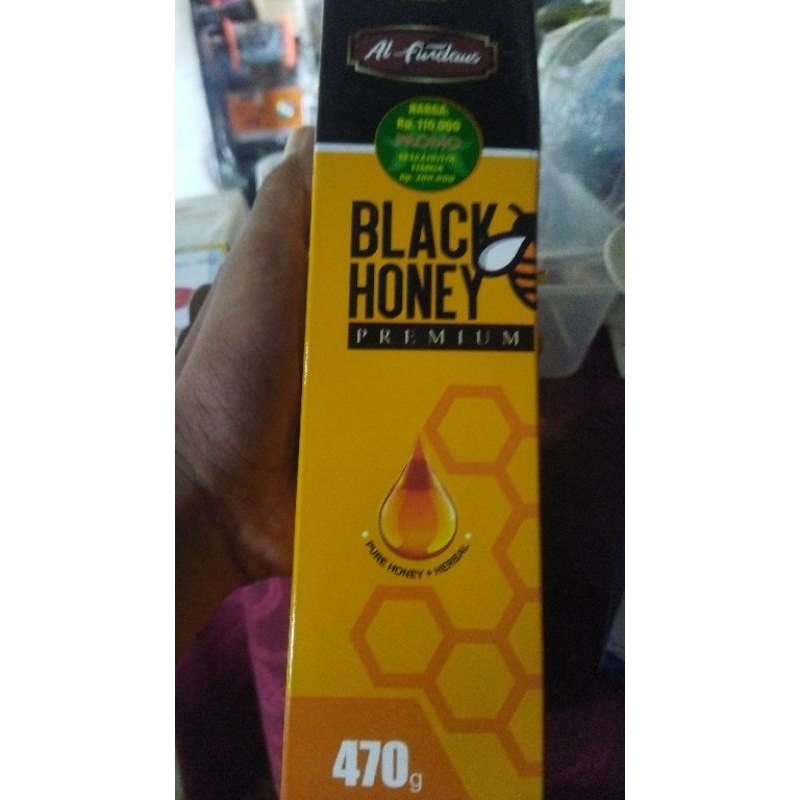 Al-Firdaus
HARGA
Rp. 110.000
PROMO
BLACK
HONEY
PREMIUM
• PURE HONEY + HERBAL •
470g